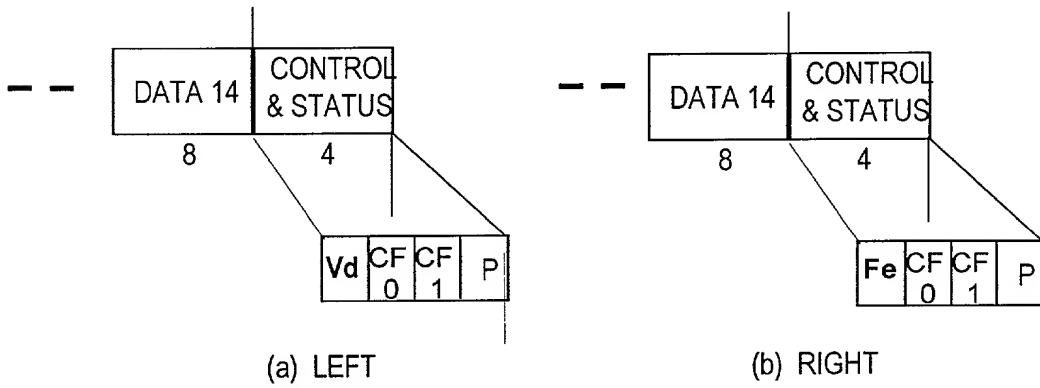 DATA 14
CONTROL
& STATUS
8
4
Vd
CF
0
CF
1
P
(a) LEFT
DATA 14
CONTROL
& STATUS
8
4
Fe
CF
0
CF
1
P
(b) RIGHT